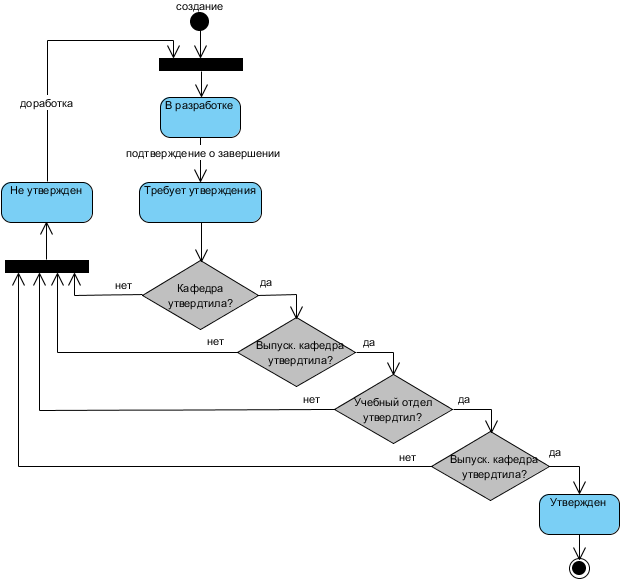 создание
доработка
В разработке
подтверждение о завершении
Не утвержден
Требует утверждения
Кафедра
утвердтила?
нет
да
Выпуск. кафедра
утвердтила?
нет
да
Учебный отдел
утвердтил?
нет
да
Выпуск. кафедра
утвердтила?
нет
да
Утвержден